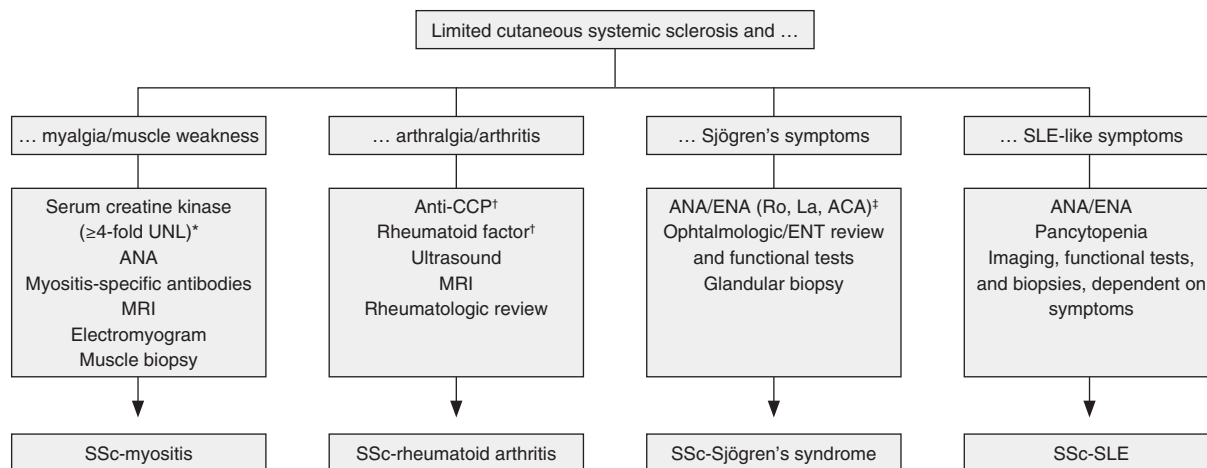 Limited cutaneous systemic sclerosis and …
… myalgia/muscle weakness
… arthralgia/arthritis
… Sjögren's symptoms
… SLE-like symptoms
Serum creatine kinase
(≥4-fold UNL)*
ANA
Myositis-specific antibodies
MRI
Electromyogram
Muscle biopsy
Anti-CCP†
Rheumatoid factor†
Ultrasound
MRI
Rheumatologic review
ANA/ENA (Ro, La, ACA)‡
Ophtalmologic/ENT review
and functional tests
Glandular biopsy
ANA/ENA
Pancytopenia
Imaging, functional tests,
and biopsies, dependent on
symptoms
SSc-myositis
SSc-rheumatoid arthritis
SSc-Sjögren's syndrome
SSc-SLE